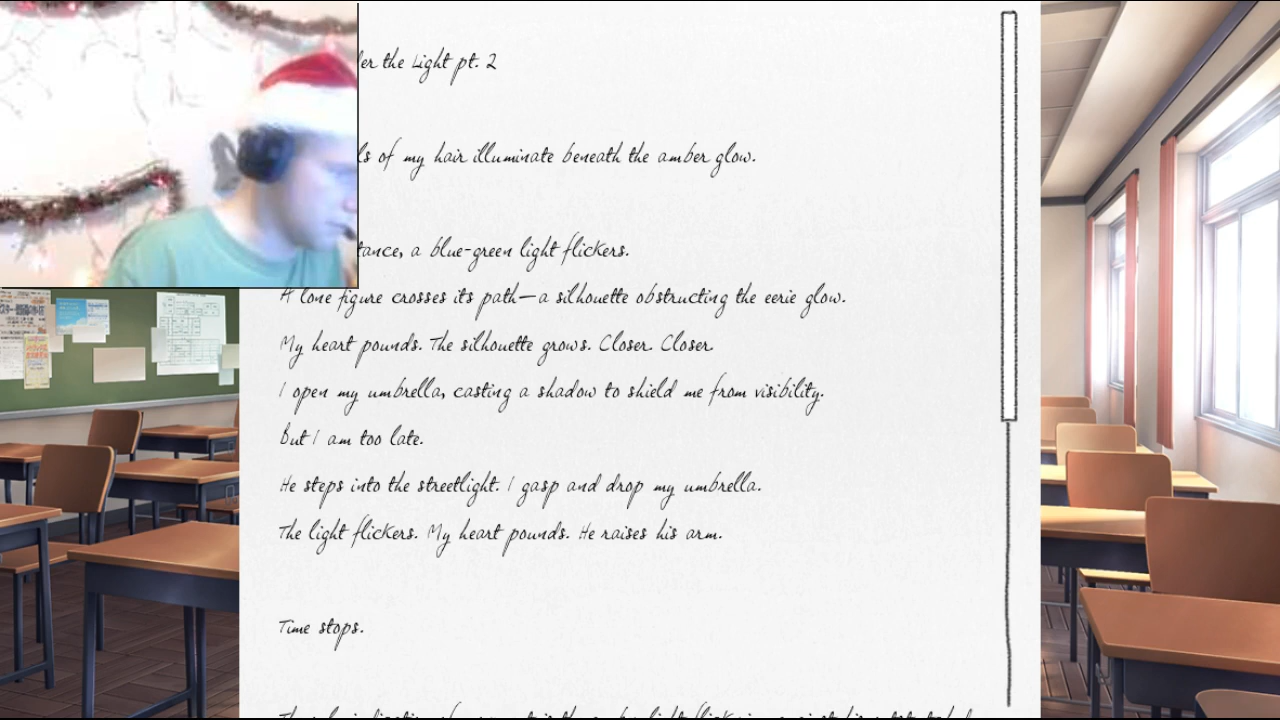 the Light pt. 2
of my hair illuminate beneath the amber glow.
a blue-green light flickers.
A lone figure crosses its path—a silhouette obstructing the eerie glow.
My heart pounds. The silhouette grows. Closer. Closer.
I open my umbrella, casting a shadow to shield me from visibility.
But I am too late.
He steps into the streetlight. I gasp and drop my umbrella.
The light flickers. My heart pounds. He raises his arm.
Time stops.